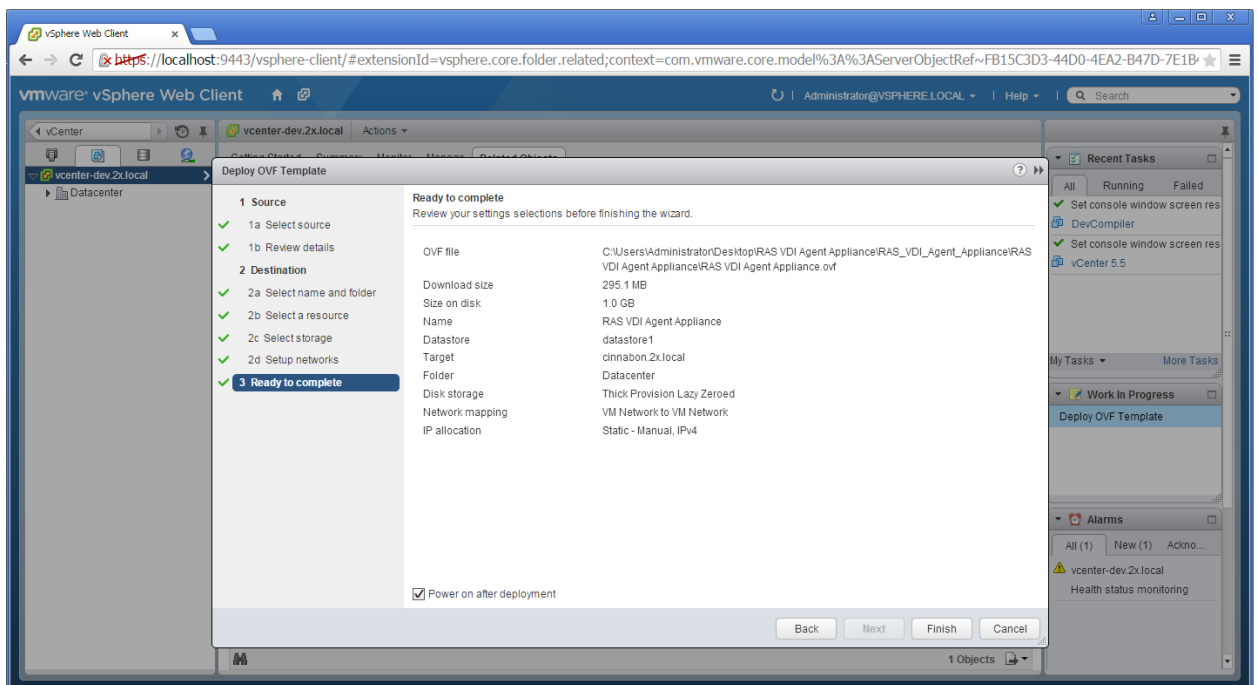 vSphere Web Client
https://localhost:9443/vsphere-client/#extensionId=vsphere.core.folder.related;context=com.vmware.core.model%3A%3AServerObjectRef~FB15C3D3-44D0-4EA2-B47D-7E1B
vmware® vSphere Web Client
Administrator@VSPHERE.LOCAL
Help
Search
vCenter
vcenter-dev.2x.local
Datacenter
vcenter-dev.2x.local Actions
Getting Started Summary Monitor Manage Related Objects
Deploy OVF Template
1 Source
1a Select source
1b Review details
2 Destination
2a Select name and folder
2b Select a resource
2c Select storage
2d Setup networks
3 Ready to complete
Ready to complete
Review your settings selections before finishing the wizard.
OVF file C:\Users\Administrator\Desktop\RAS VDI Agent Appliance\RAS_VDI_Agent_Appliance\RAS
VDI Agent Appliance\RAS VDI Agent Appliance.ovf
Download size 295.1 MB
Size on disk 1.0 GB
Name RAS VDI Agent Appliance
Datastore datastore1
Target cinnabon.2x.local
Folder Datacenter
Disk storage Thick Provision Lazy Zeroed
Network mapping VM Network to VM Network
IP allocation Static - Manual, IPv4
Power on after deployment
Back Next Finish Cancel
1 Objects
Recent Tasks
All Running Failed
Set console window screen res
DevCompiler
Set console window screen res
vCenter 5.5
My Tasks More Tasks
Work In Progress
Deploy OVF Template
Alarms
All (1) New (1) Ackno...
vcenter-dev.2x.local
Health status monitoring